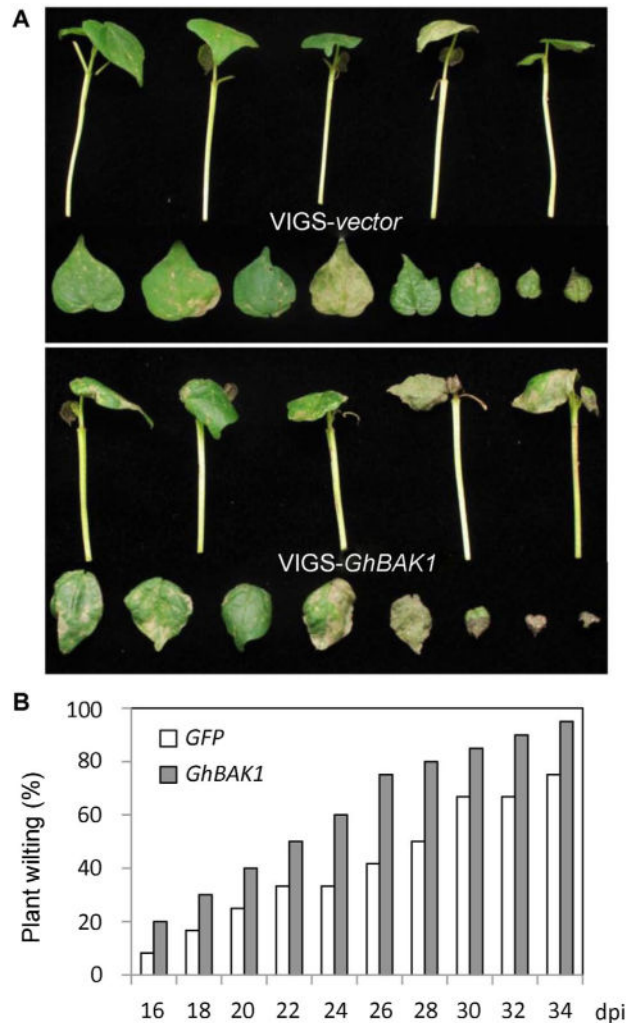 A
VIGS-vector
VIGS-GhBAK1
B
100
80
60
40
20
0
Plant wilting (%)
GFP
GhBAK1
16 18 20 22 24 26 28 30 32 34 dpi